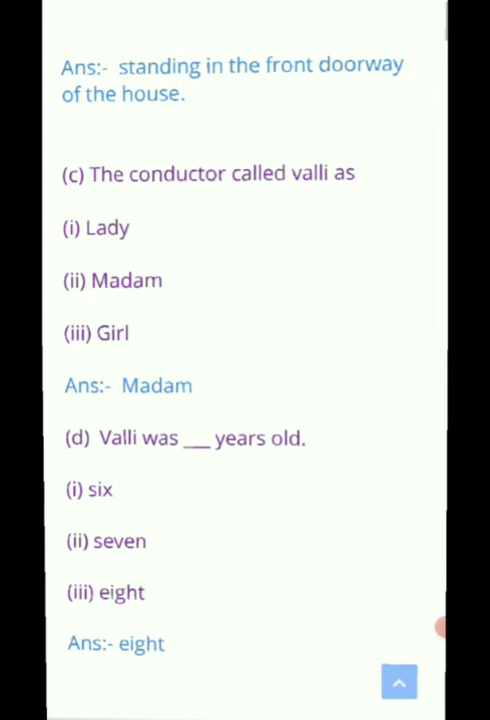 Ans:- standing in the front doorway
of the house.
(c) The conductor called valli as
(i) Lady
(ii) Madam
(iii) Girl
Ans:- Madam
(d) Valli was ___ years old.
(i) six
(ii) seven
(iii) eight
Ans:- eight